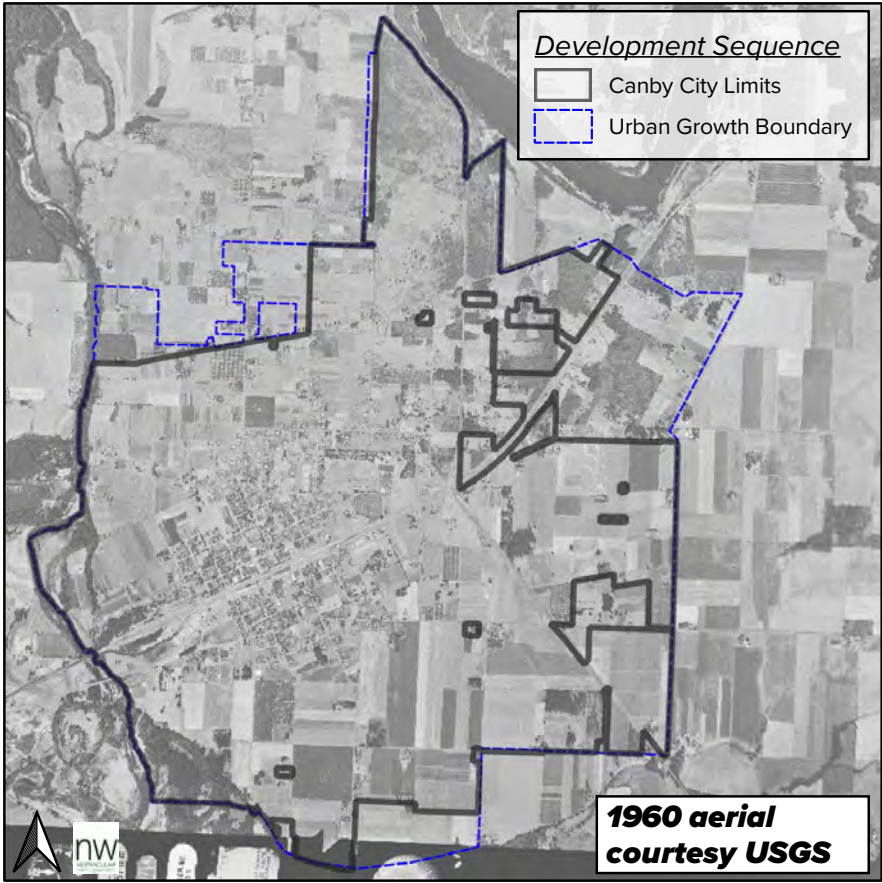 Development Sequence
Canby City Limits
Urban Growth Boundary
1960 aerial
courtesy USGS
nw